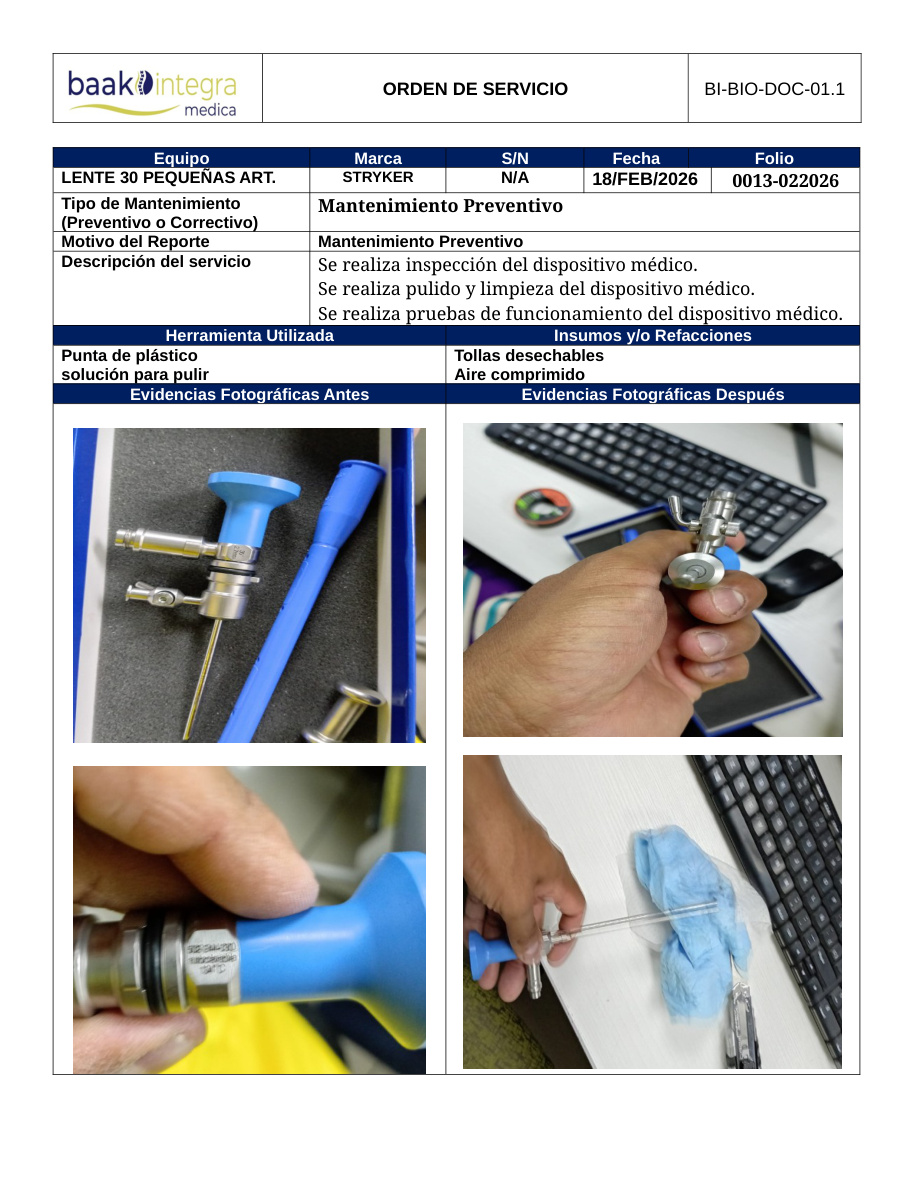 baak integra
medica
ORDEN DE SERVICIO
BI-BIO-DOC-01.1
Equipo Marca S/N Fecha Folio
LENTE 30 PEQUEÑAS ART. STRYKER N/A 18/FEB/2026 0013-022026
Tipo de Mantenimiento
(Preventivo o Correctivo)
Mantenimiento Preventivo
Motivo del Reporte Mantenimiento Preventivo
Descripción del servicio
Se realiza inspección del dispositivo médico.
Se realiza pulido y limpieza del dispositivo médico.
Se realiza pruebas de funcionamiento del dispositivo médico.
Herramienta Utilizada Insumos y/o Refacciones
Punta de plástico
solución para pulir
Tollas desechables
Aire comprimido
Evidencias Fotográficas Antes Evidencias Fotográficas Después